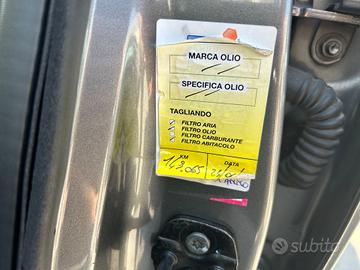 MARCA OLIO
SPECIFICA OLIO
TAGLIANDO
FILTRO ARIA
FILTRO OLIO
FILTRO CARBURANTE
FILTRO ABITACOLO
KM DATA
subito